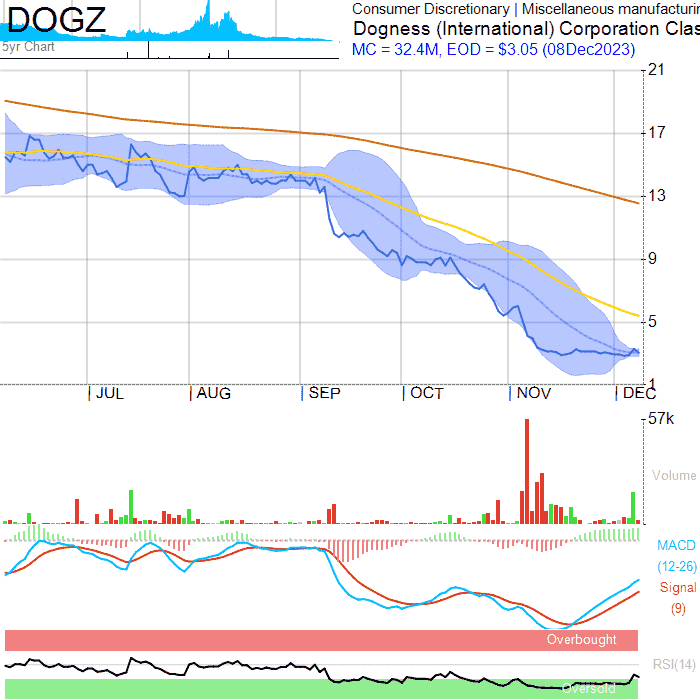 DOGZ
5yr Chart
Consumer Discretionary | Miscellaneous manufacturin
Dogness (International) Corporation Clas
MC = 32.4M, EOD = $3.05 (08Dec2023)
21
17
13
9
5
1
JUL AUG SEP OCT NOV DEC
57k
Volume
MACD
(12-26)
Signal
(9)
Overbought
RSI(14)
Oversold